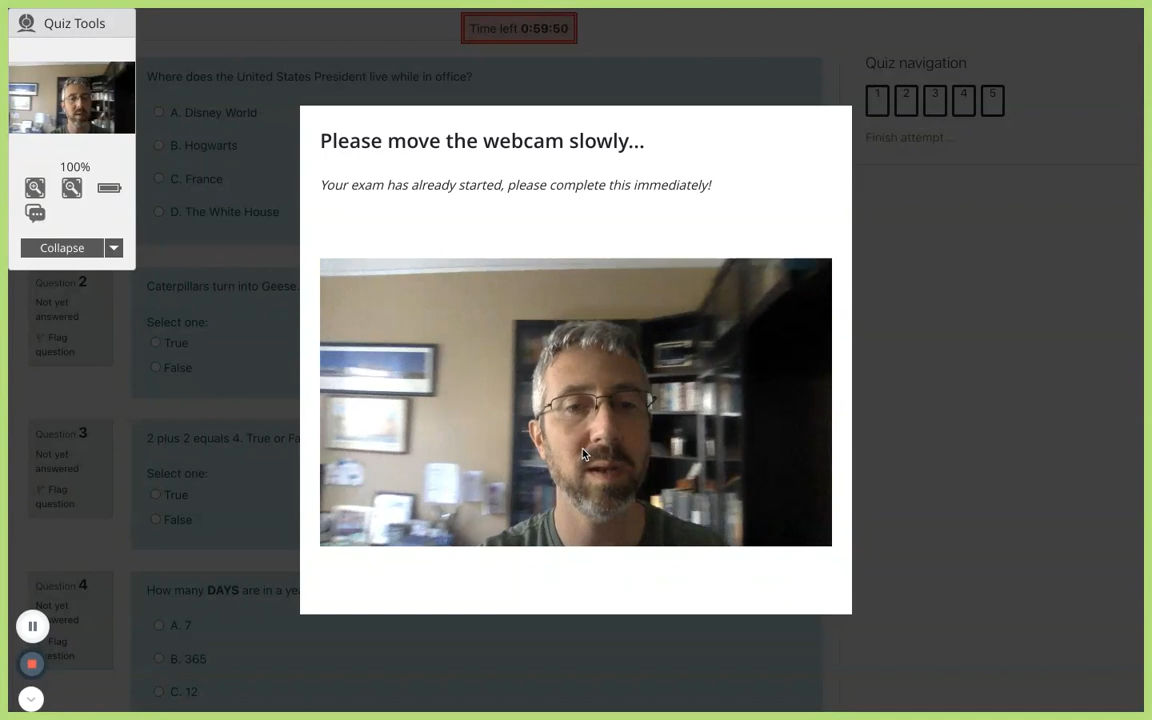 Quiz Tools
100%
Collapse
Time left 0:59:50
Where does the United States President live while in office?
A. Disney World
B. Hogwarts
C. France
D. The White House
Quiz navigation
1 2 3 4 5
Finish attempt ...
Please move the webcam slowly...
Your exam has already started, please complete this immediately!
Question 2
Not yet
answered
Flag
question
Caterpillars turn into Geese.
Select one:
True
False
Question 3
Not yet
answered
Flag
question
2 plus 2 equals 4. True or Fa
Select one:
True
False
Question 4
Not yet
wered
Flag
estion
How many DAYS are in a yea
A. 7
B. 365
C. 12